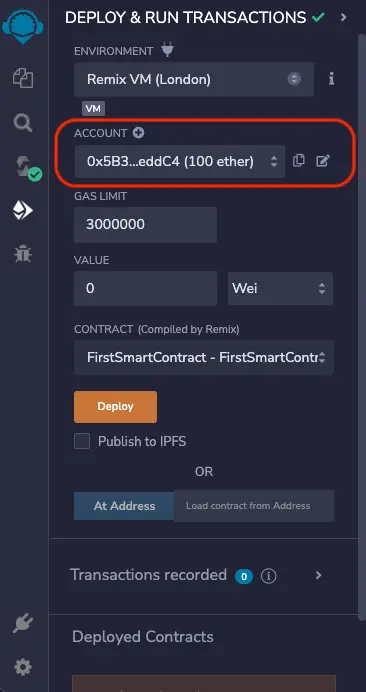 DEPLOY & RUN TRANSACTIONS
ENVIRONMENT
Remix VM (London)
VM
ACCOUNT
0x5B3...eddC4 (100 ether)
GAS LIMIT
3000000
VALUE
0 Wei
CONTRACT (Compiled by Remix)
FirstSmartContract - FirstSmartContr
Deploy
Publish to IPFS
OR
At Address Load contract from Address
Transactions recorded 0
Deployed Contracts